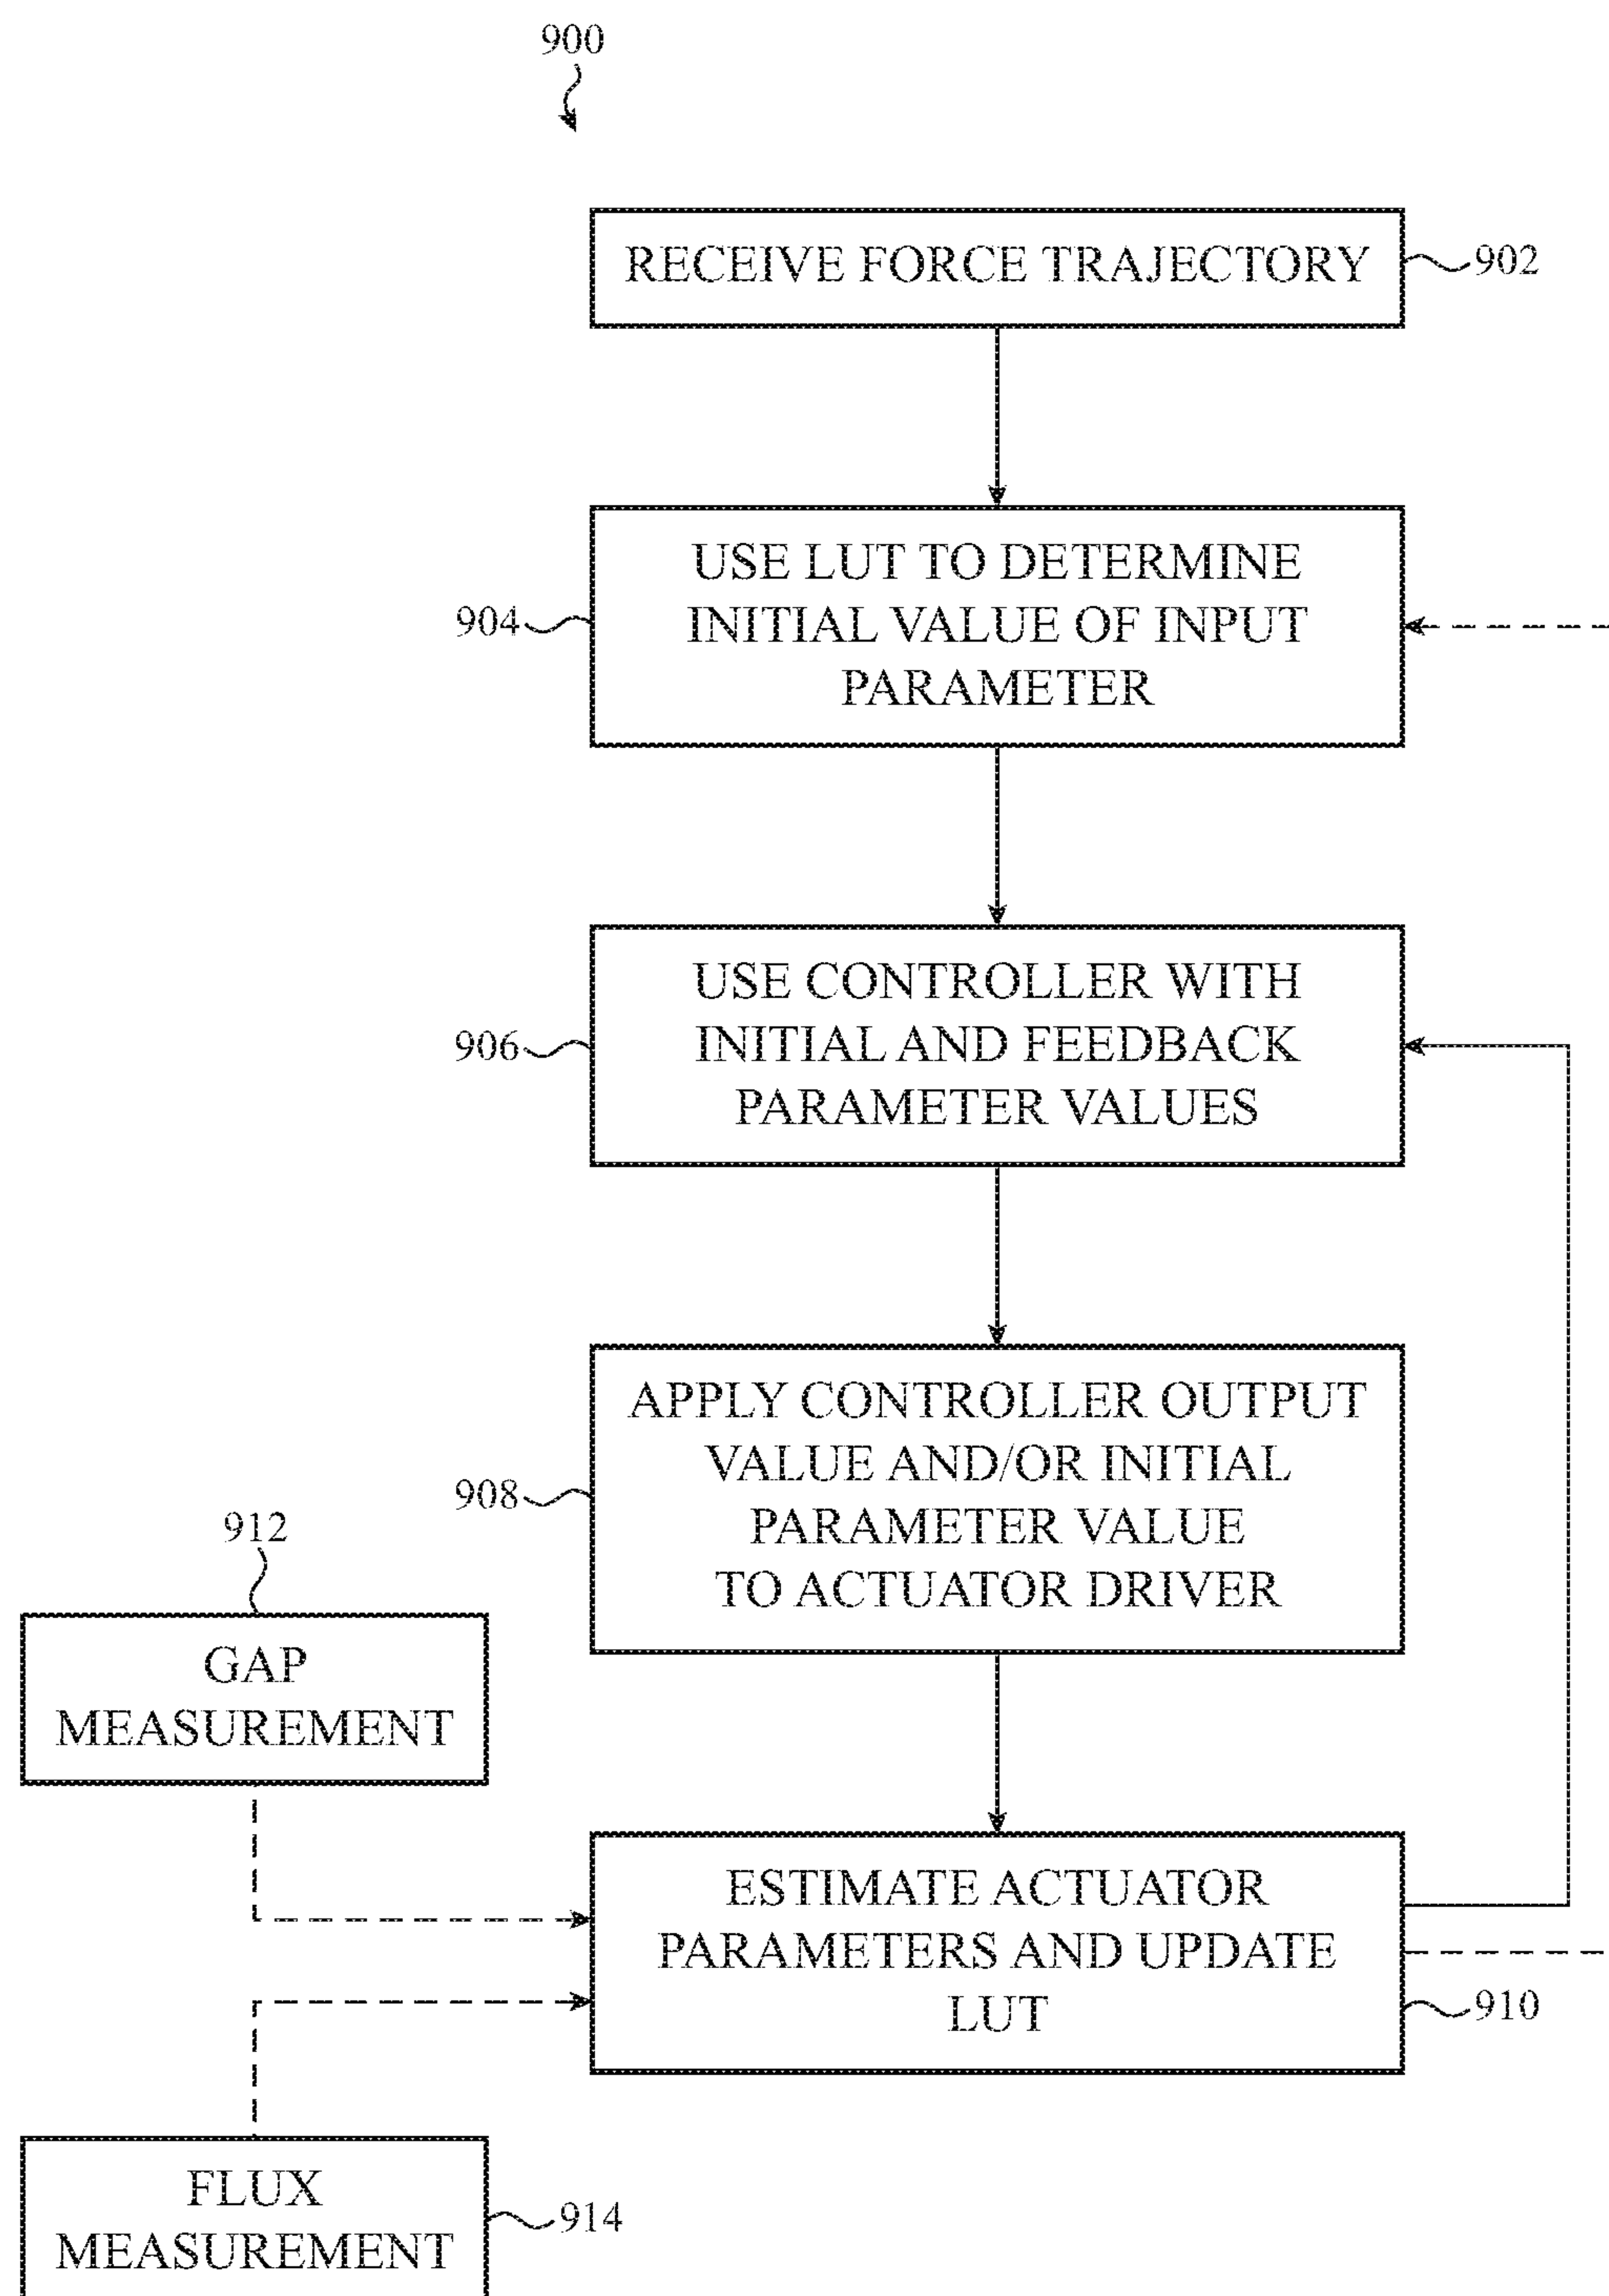 900
RECEIVE FORCE TRAJECTORY
902
USE LUT TO DETERMINE
INITIAL VALUE OF INPUT
PARAMETER
904
USE CONTROLLER WITH
INITIAL AND FEEDBACK
PARAMETER VALUES
906
APPLY CONTROLLER OUTPUT
VALUE AND/OR INITIAL
PARAMETER VALUE
TO ACTUATOR DRIVER
908
912
GAP
MEASUREMENT
ESTIMATE ACTUATOR
PARAMETERS AND UPDATE
LUT
910
FLUX
MEASUREMENT
914